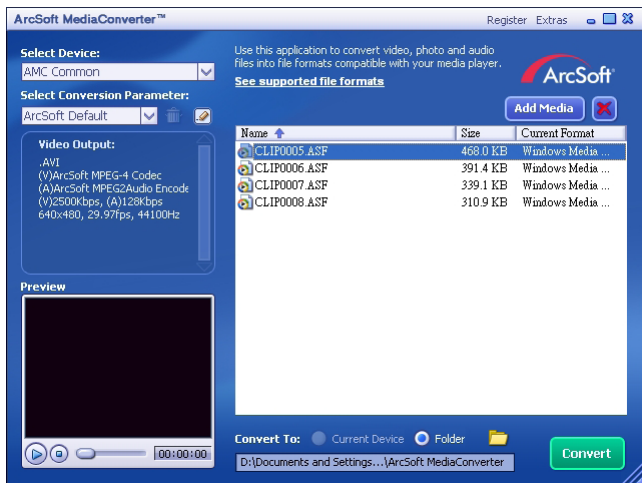 ArcSoft MediaConverter™
Register Extras
Select Device:
AMC Common
Select Conversion Parameter:
ArcSoft Default
Video Output:
.AVI
(V)ArcSoft MPEG-4 Codec
(A)ArcSoft MPEG2Audio Encode
(V)2500Kbps, (A)128Kbps
640x480, 29.97fps, 44100Hz
Preview
00:00:00
Use this application to convert video, photo and audio
files into file formats compatible with your media player.
See supported file formats
ArcSoft®
Add Media
Name Size Current Format
CLIP0005.ASF 468.0 KB Windows Media ...
CLIP0006.ASF 391.4 KB Windows Media ...
CLIP0007.ASF 339.1 KB Windows Media ...
CLIP0008.ASF 310.9 KB Windows Media ...
Convert To: Current Device Folder
D:\Documents and Settings...\ArcSoft MediaConverter
Convert